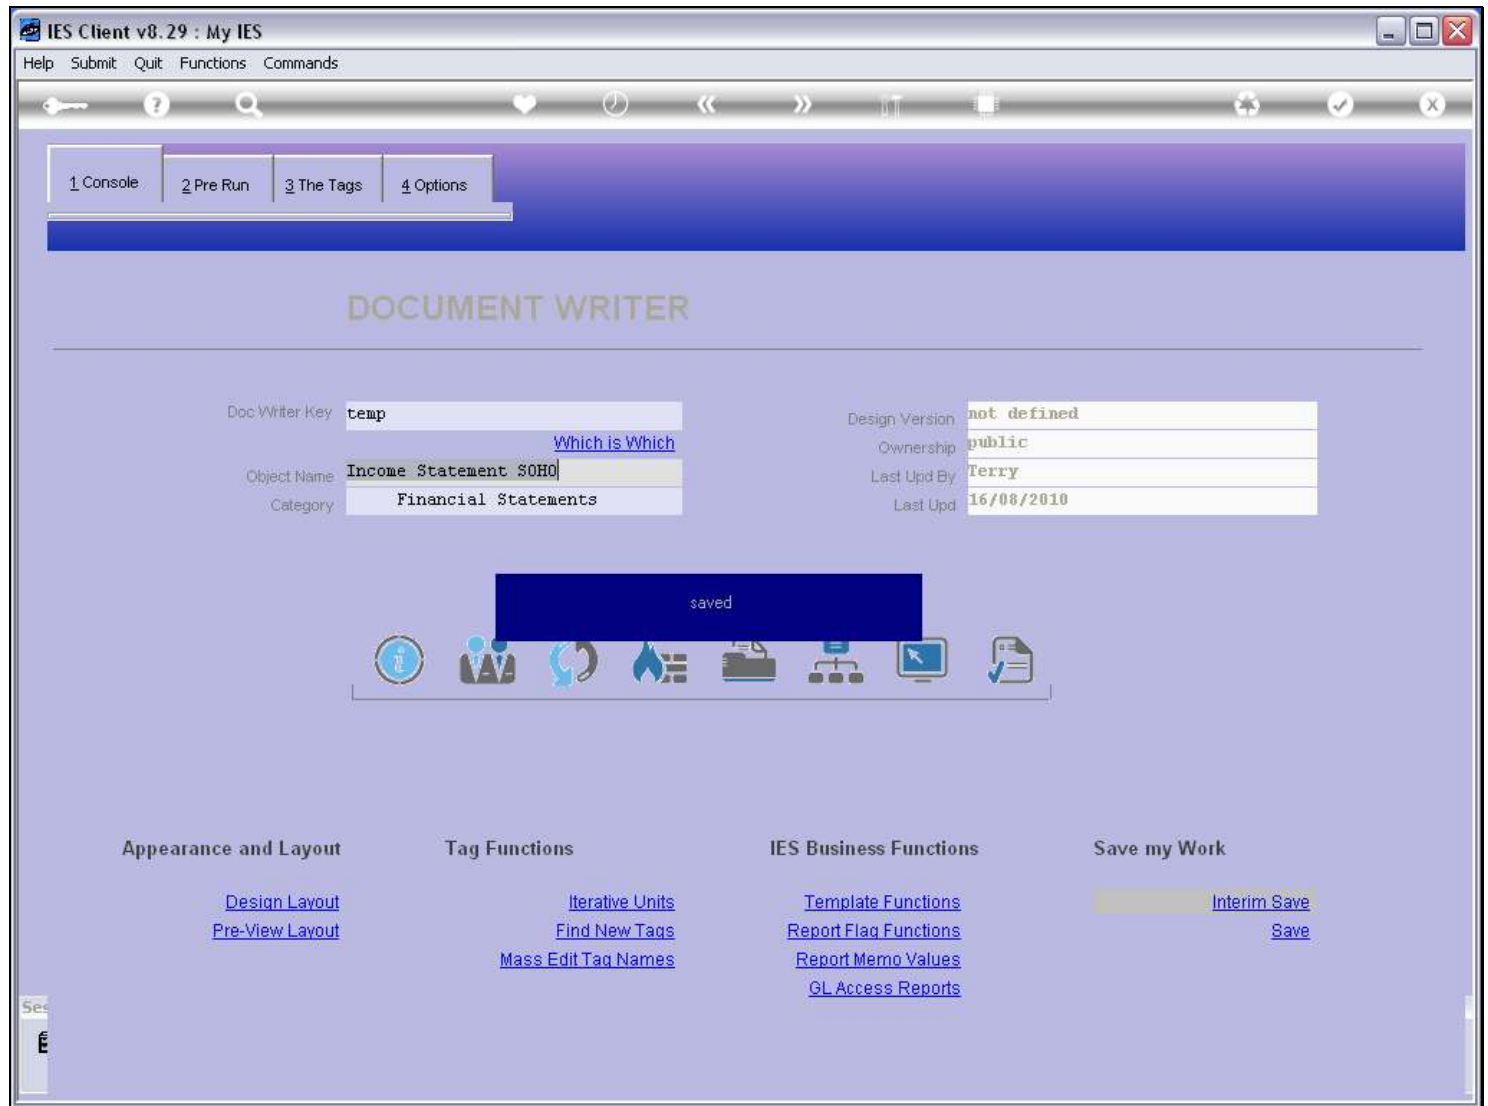 IES Client v8.29 : My IES
Help Submit Quit Functions Commands
1 Console 2 Pre Run 3 The Tags 4 Options
DOCUMENT WRITER
Doc Writer Key temp
Which is Which
Object Name Income Statement SOHO
Category Financial Statements
Design Version not defined
Ownership public
Last Upd By Terry
Last Upd 16/08/2010
saved
Appearance and Layout
Design Layout
Pre-View Layout
Tag Functions
Iterative Units
Find New Tags
Mass Edit Tag Names
IES Business Functions
Template Functions
Report Flag Functions
Report Memo Values
GL Access Reports
Save my Work
Interim Save
Save
Ses